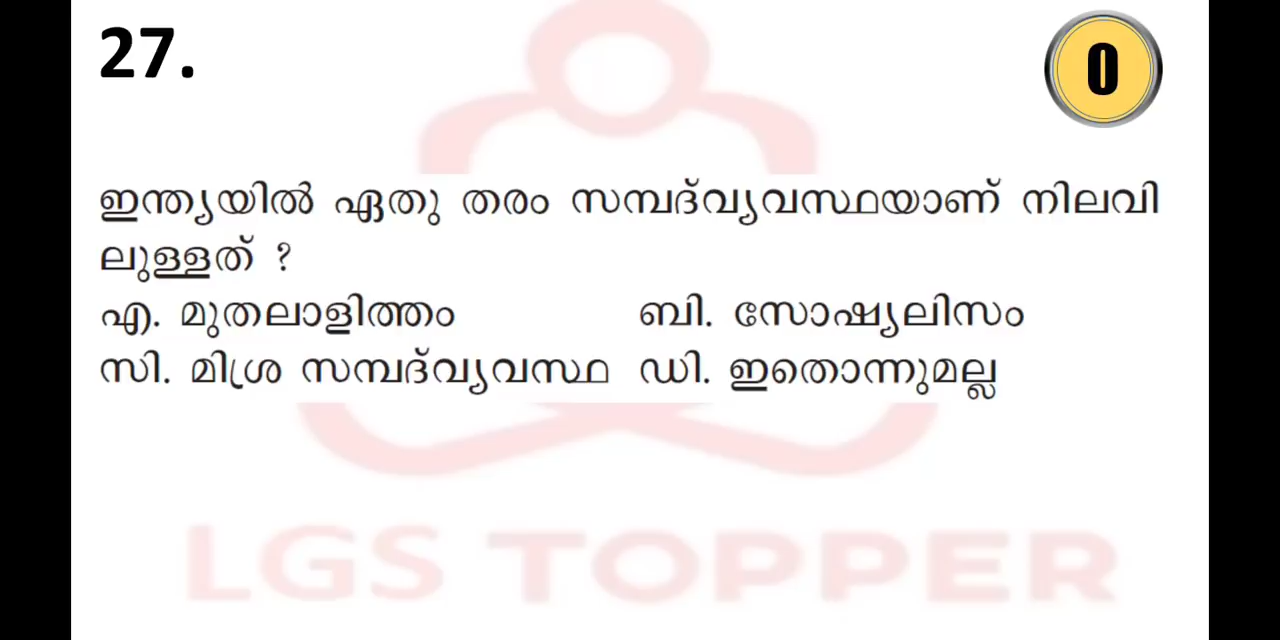 27.
0
ഇന്ത്യയിൽ ഏതു തരം സമ്പദ്‌വ്യവസ്ഥയാണ് നിലവി
ലുള്ളത് ?
എ. മുതലാളിത്തം ബി. സോഷ്യലിസം
സി. മിശ്ര സമ്പദ്‌വ്യവസ്ഥ ഡി. ഇതൊന്നുമല്ല
LGS TOPPER